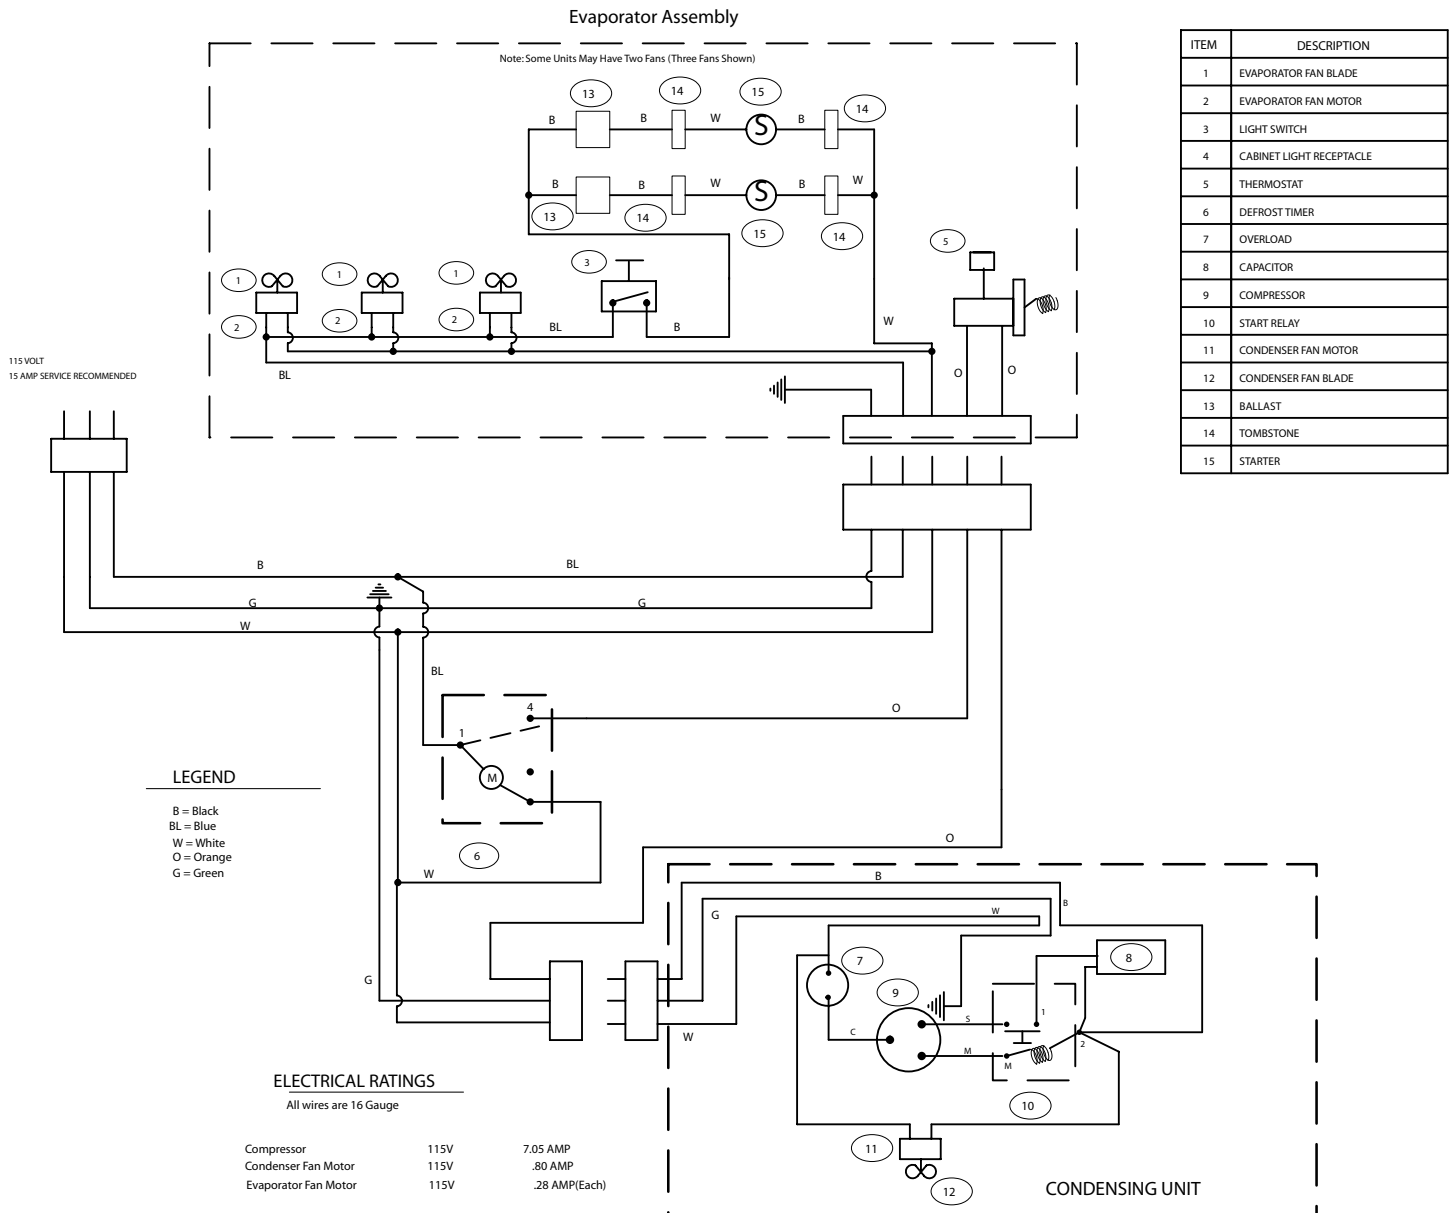 Evaporator Assembly
Note: Some Units May Have Two Fans (Three Fans Shown)
ITEM DESCRIPTION
1 EVAPORATOR FAN BLADE
2 EVAPORATOR FAN MOTOR
3 LIGHT SWITCH
4 CABINET LIGHT RECEPTACLE
5 THERMOSTAT
6 DEFROST TIMER
7 OVERLOAD
8 CAPACITOR
9 COMPRESSOR
10 START RELAY
11 CONDENSER FAN MOTOR
12 CONDENSER FAN BLADE
13 BALLAST
14 TOMBSTONE
15 STARTER
13 14 15 14
B B W S B
B B W S B W
13 14 15 14
5
3
1 1 1
2 2 2
BL B W
O O
BL
115 VOLT
15 AMP SERVICE RECOMMENDED
B BL
G G
W
BL
4
O
1
M
6
LEGEND
B = Black
BL = Blue
W = White
O = Orange
G = Green
O
W
B
B
G W
7 8
9
G
S 1
C
M M 2
W
10
11
12
CONDENSING UNIT
ELECTRICAL RATINGS
All wires are 16 Gauge
Compressor 115V 7.05 AMP
Condenser Fan Motor 115V .80 AMP
Evaporator Fan Motor 115V .28 AMP(Each)